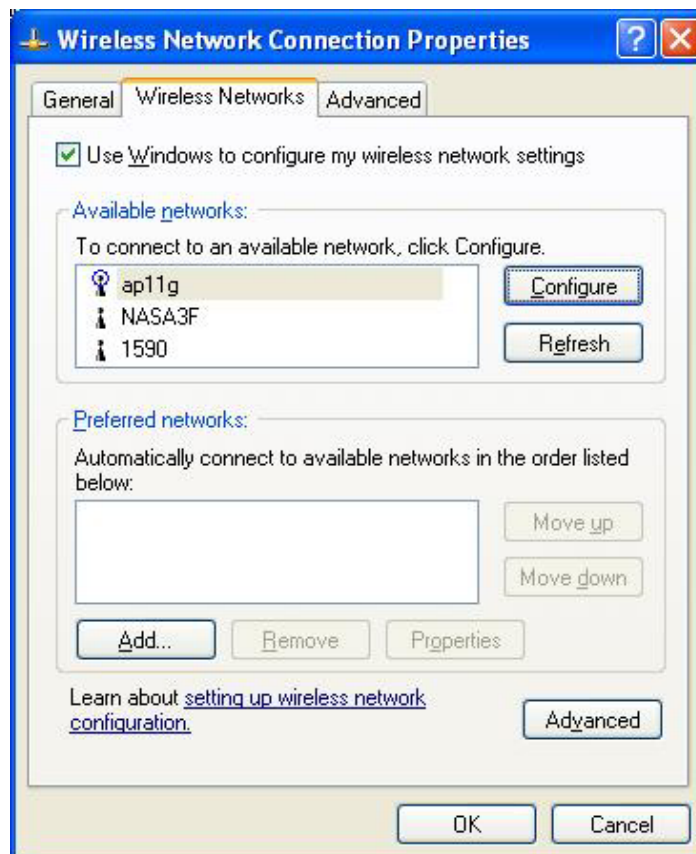 Wireless Network Connection Properties
General Wireless Networks Advanced
Use Windows to configure my wireless network settings
Available networks:
To connect to an available network, click Configure.
ap11g
Configure
NASA3F
1590
Refresh
Preferred networks:
Automatically connect to available networks in the order listed
below:
Move up
Move down
Add... Remove Properties
Learn about setting up wireless network
configuration.
Advanced
OK Cancel